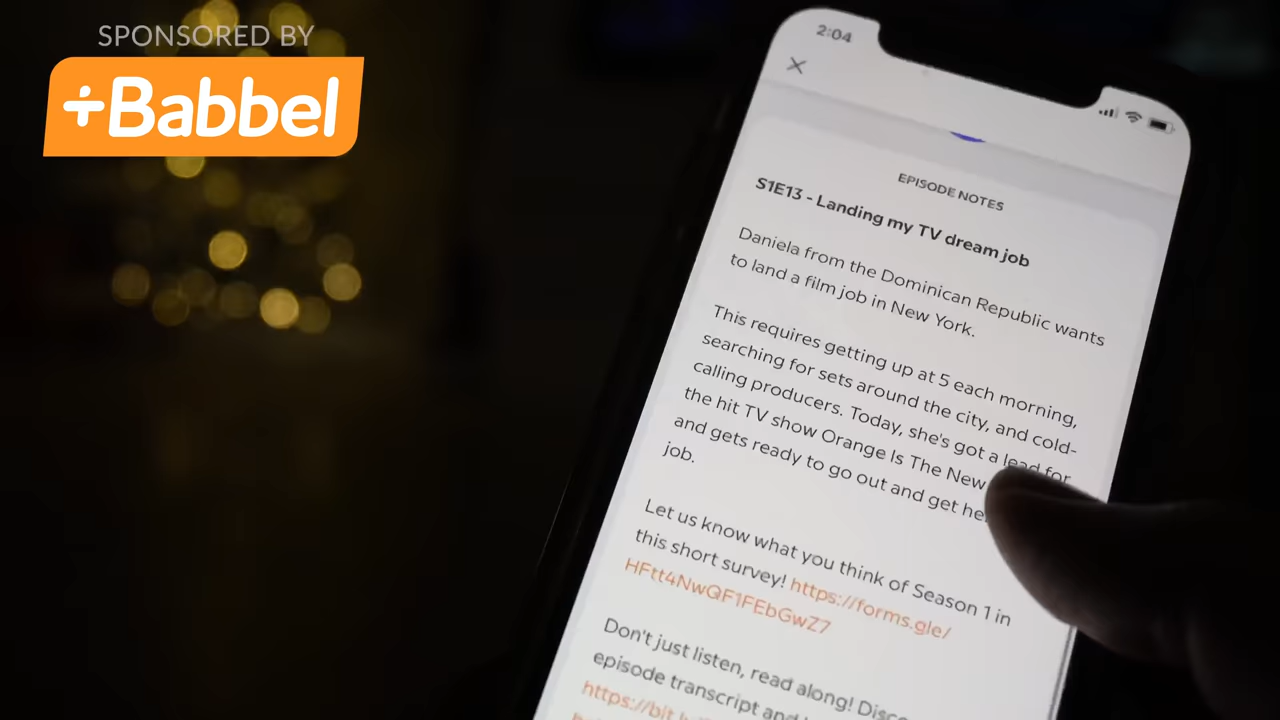 SPONSORED BY
+Babbel
2:04
EPISODE NOTES
S1E13 - Landing my TV dream job
Daniela from the Dominican Republic wants
to land a film job in New York.
This requires getting up at 5 each morning,
searching for sets around the city, and cold-
calling producers. Today, she's got a lead for
the hit TV show Orange Is The New
and gets ready to go out and get
job.
Let us know what you think of Season 1 in
this short survey! https://forms.gle/
HFtt4NwQF1FEbGwZ7
Don't just listen, read along!
episode transcript and
https://bit.